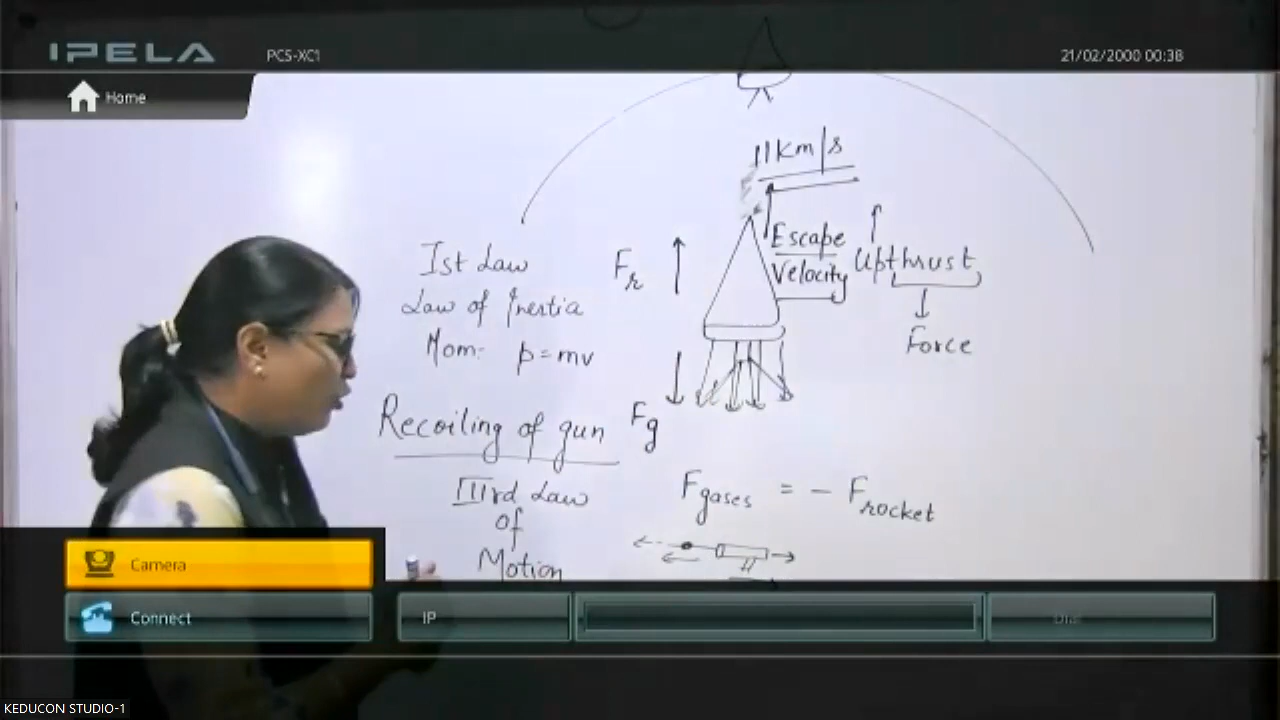 IPELA
PCS-XC1
21/02/2000 00:38
Home
11km/s
Escape
Velocity
Upthrust
Force
Ist Law
Law of Inertia
Mom: p=mv
Fr
Fg
Recoiling of gun
IIIrd Law
of
Motion
Fgases = - Frocket
Camera
Connect
IP
Dial
KEDUCON STUDIO-1